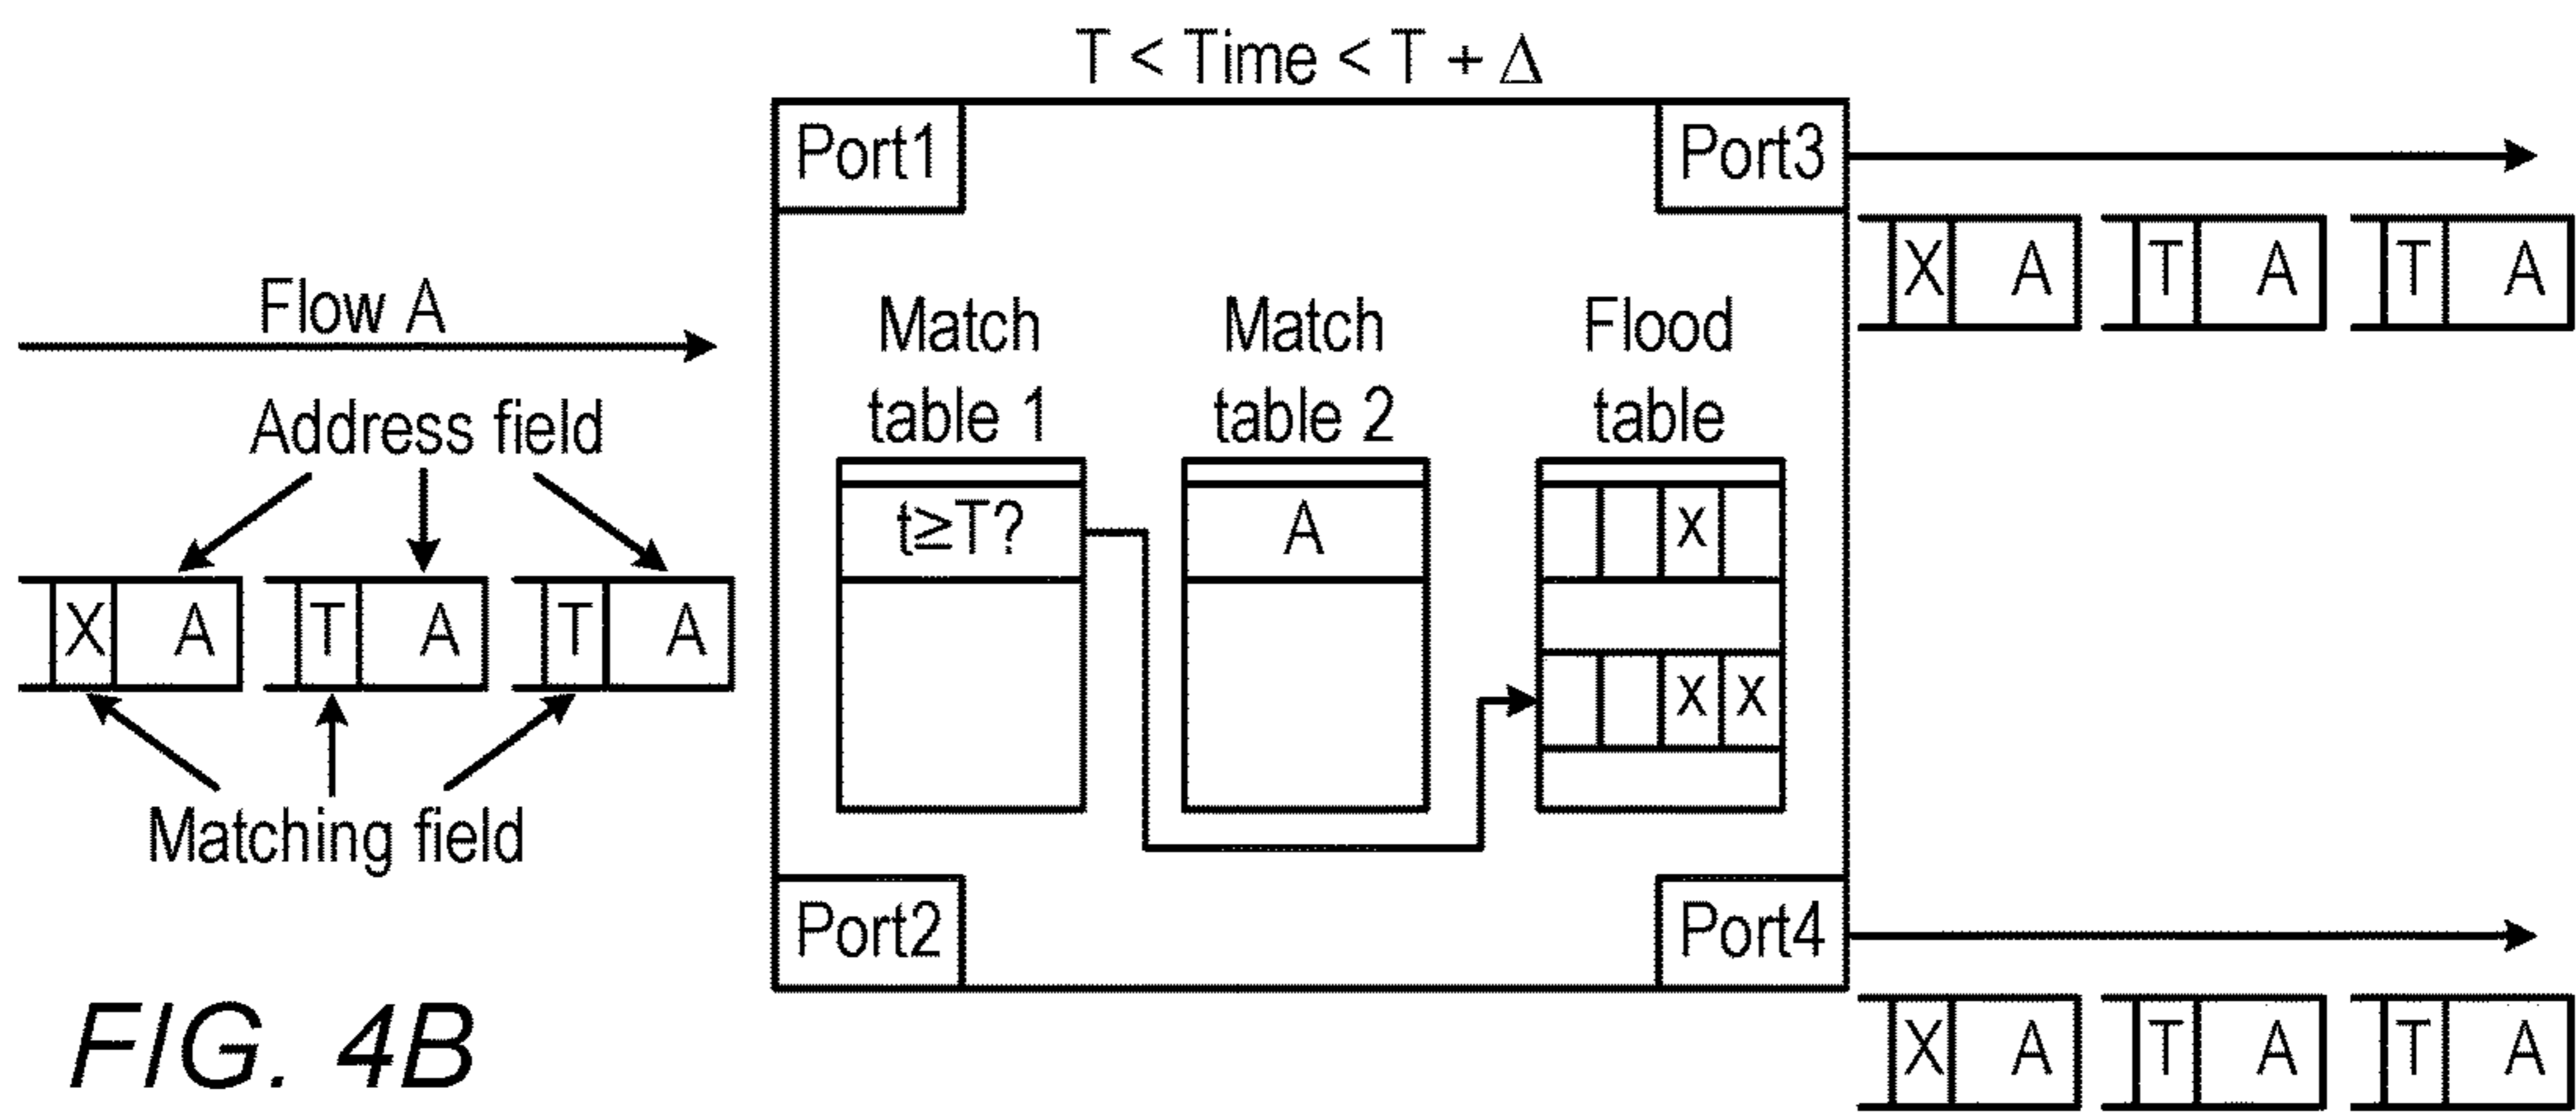 T < Time < T + Δ
Port1
Port3
X A T A T A
Flow A
Match table 1
Match table 2
Flood table
Address field
t≥T?
A
x
X A T A T A
x x
Matching field
Port2
Port4
X A T A T A
FIG. 4B